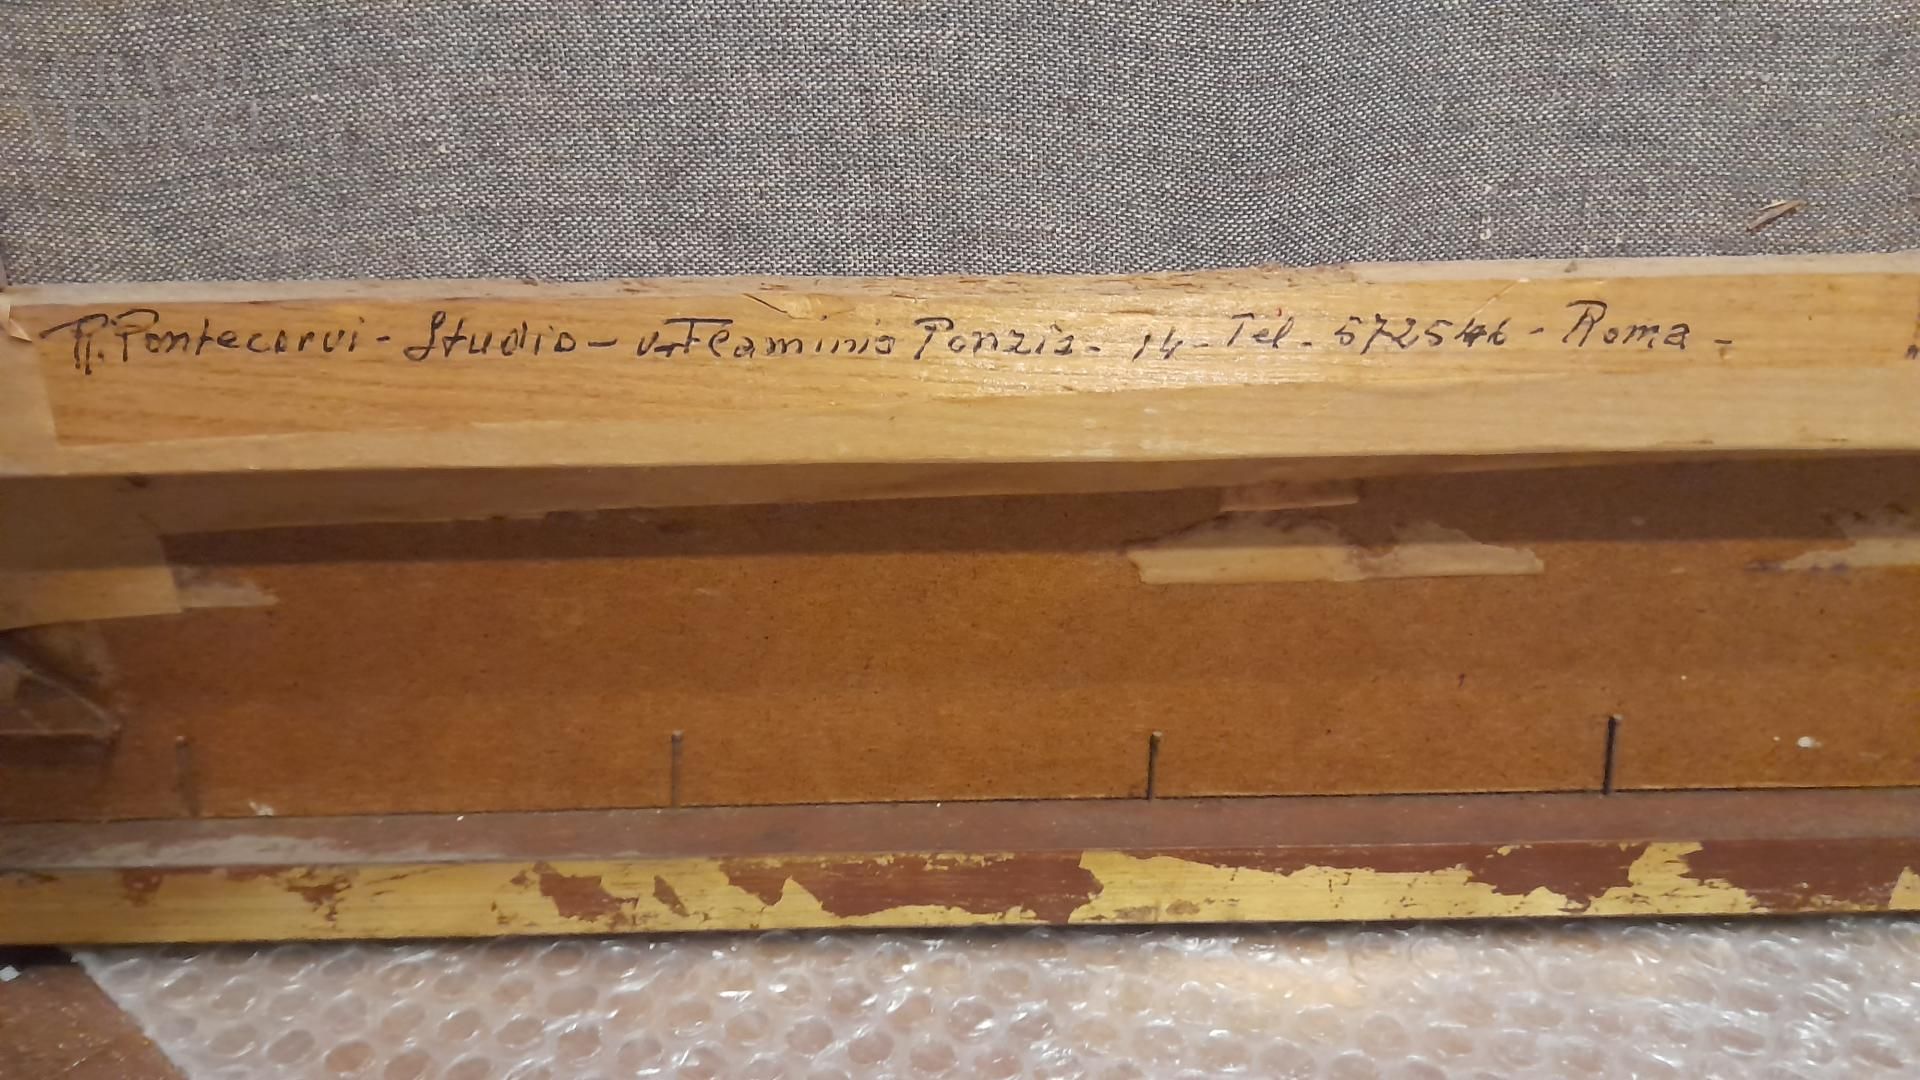 R. Pontecorvi - Studio - v. Flaminio Ponzio - 14 - Tel. 572546 - Roma -